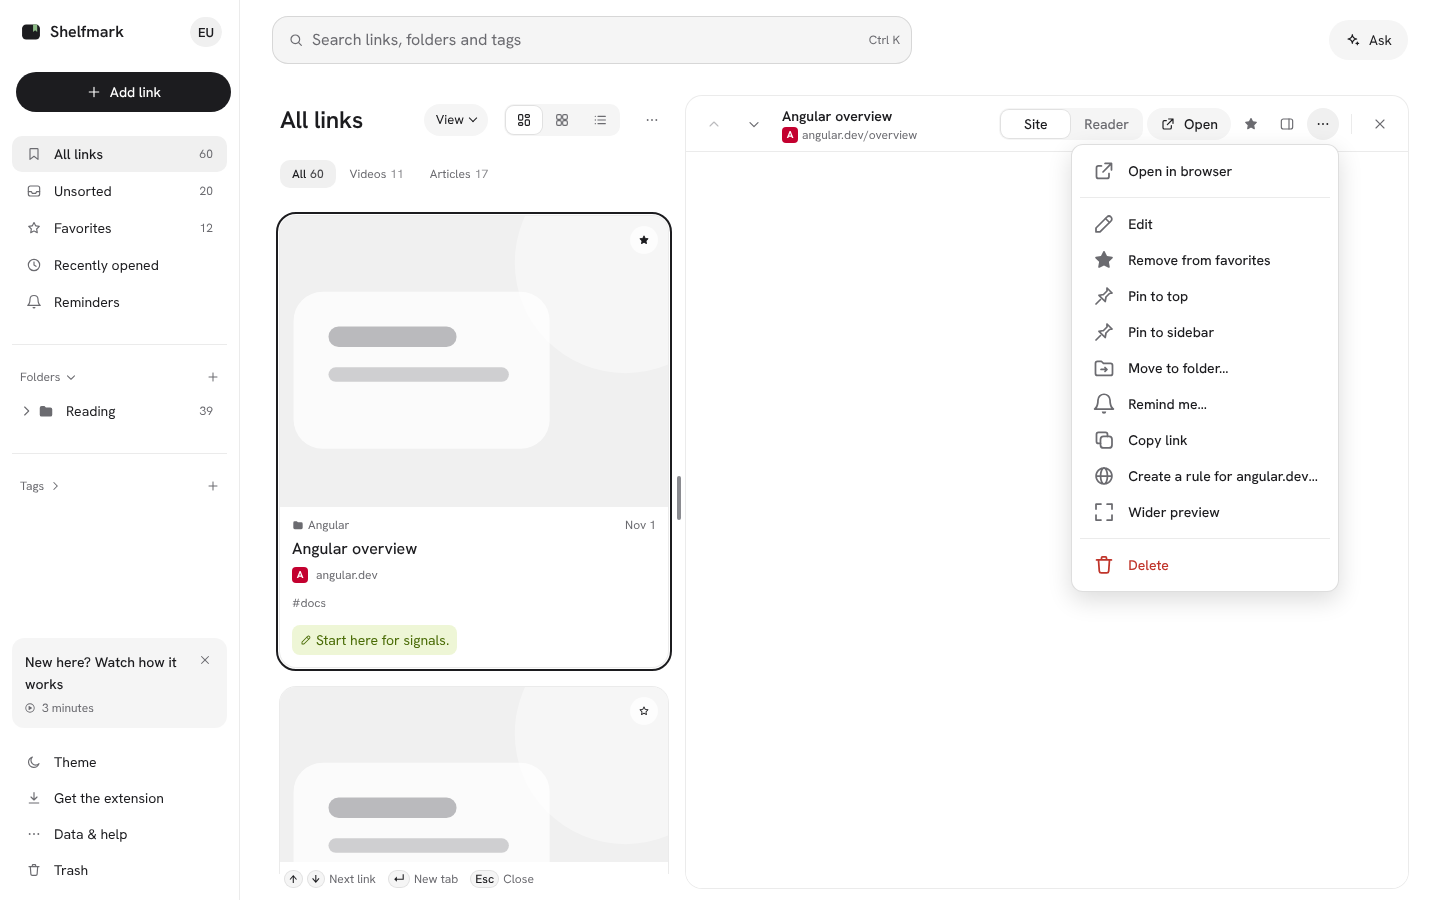 Shelfmark
EU
Add link
All links 60
Unsorted 20
Favorites 12
Recently opened
Reminders
Folders
Reading 39
Tags
New here? Watch how it
works
3 minutes
Theme
Get the extension
Data & help
Trash
Search links, folders and tags
Ctrl K
Ask
All links
View
All 60
Videos 11
Articles 17
Angular
Nov 1
Angular overview
A
angular.dev
#docs
Start here for signals.
Next link
New tab
Esc
Close
Angular overview
A
angular.dev/overview
Site
Reader
Open
Open in browser
Edit
Remove from favorites
Pin to top
Pin to sidebar
Move to folder...
Remind me...
Copy link
Create a rule for angular.dev...
Wider preview
Delete